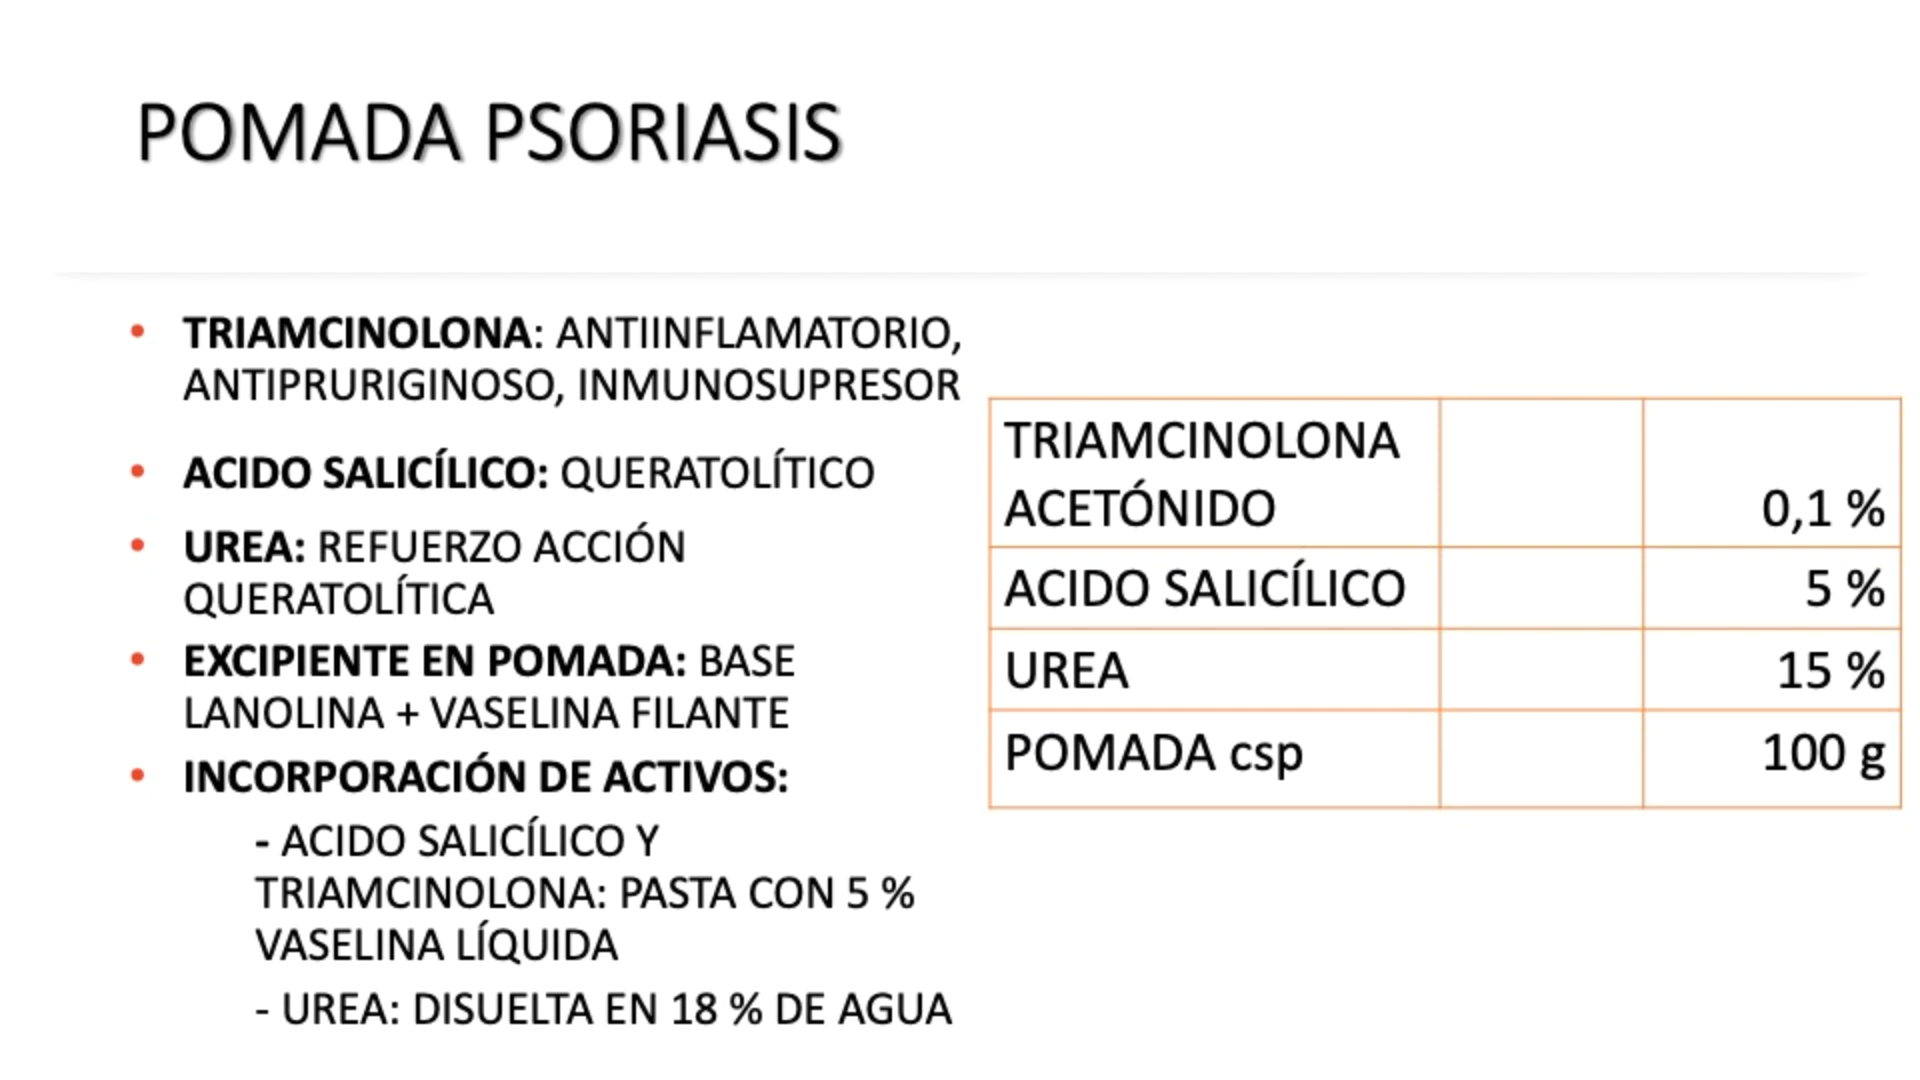 POMADA PSORIASIS
• TRIAMCINOLONA: ANTIINFLAMATORIO,
ANTIPRURIGINOSO, INMUNOSUPRESOR
• ACIDO SALICÍLICO: QUERATOLÍTICO
• UREA: REFUERZO ACCIÓN
QUERATOLÍTICA
• EXCIPIENTE EN POMADA: BASE
LANOLINA + VASELINA FILANTE
• INCORPORACIÓN DE ACTIVOS:
- ACIDO SALICÍLICO Y
TRIAMCINOLONA: PASTA CON 5 %
VASELINA LÍQUIDA
- UREA: DISUELTA EN 18 % DE AGUA
TRIAMCINOLONA
ACETÓNIDO 0,1 %
ACIDO SALICÍLICO 5 %
UREA 15 %
POMADA csp 100 g